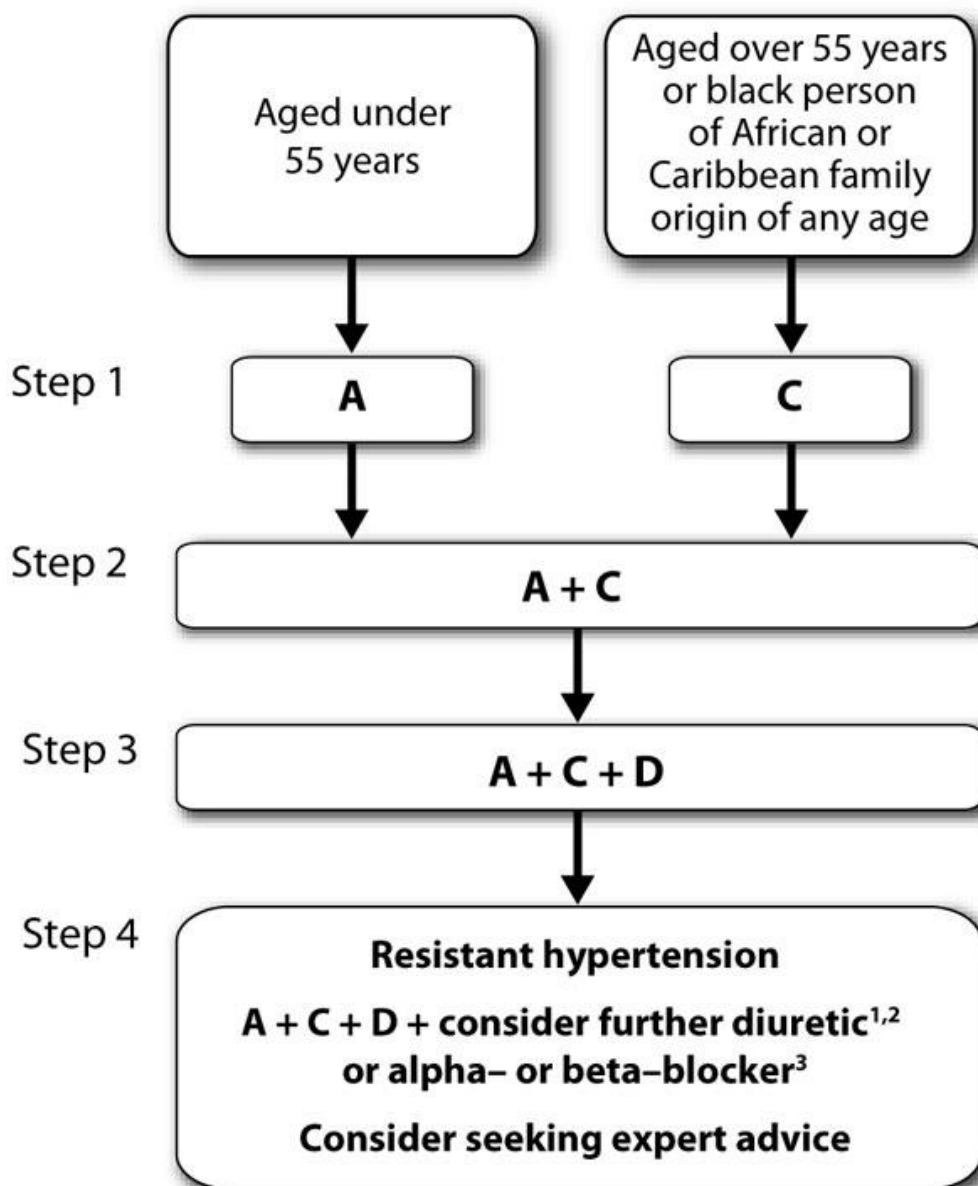 Aged under
55 years
Aged over 55 years
or black person
of African or
Caribbean family
origin of any age
Step 1
A
C
Step 2
A + C
Step 3
A + C + D
Step 4
Resistant hypertension
A + C + D + consider further diuretic¹,²
or alpha– or beta–blocker³
Consider seeking expert advice